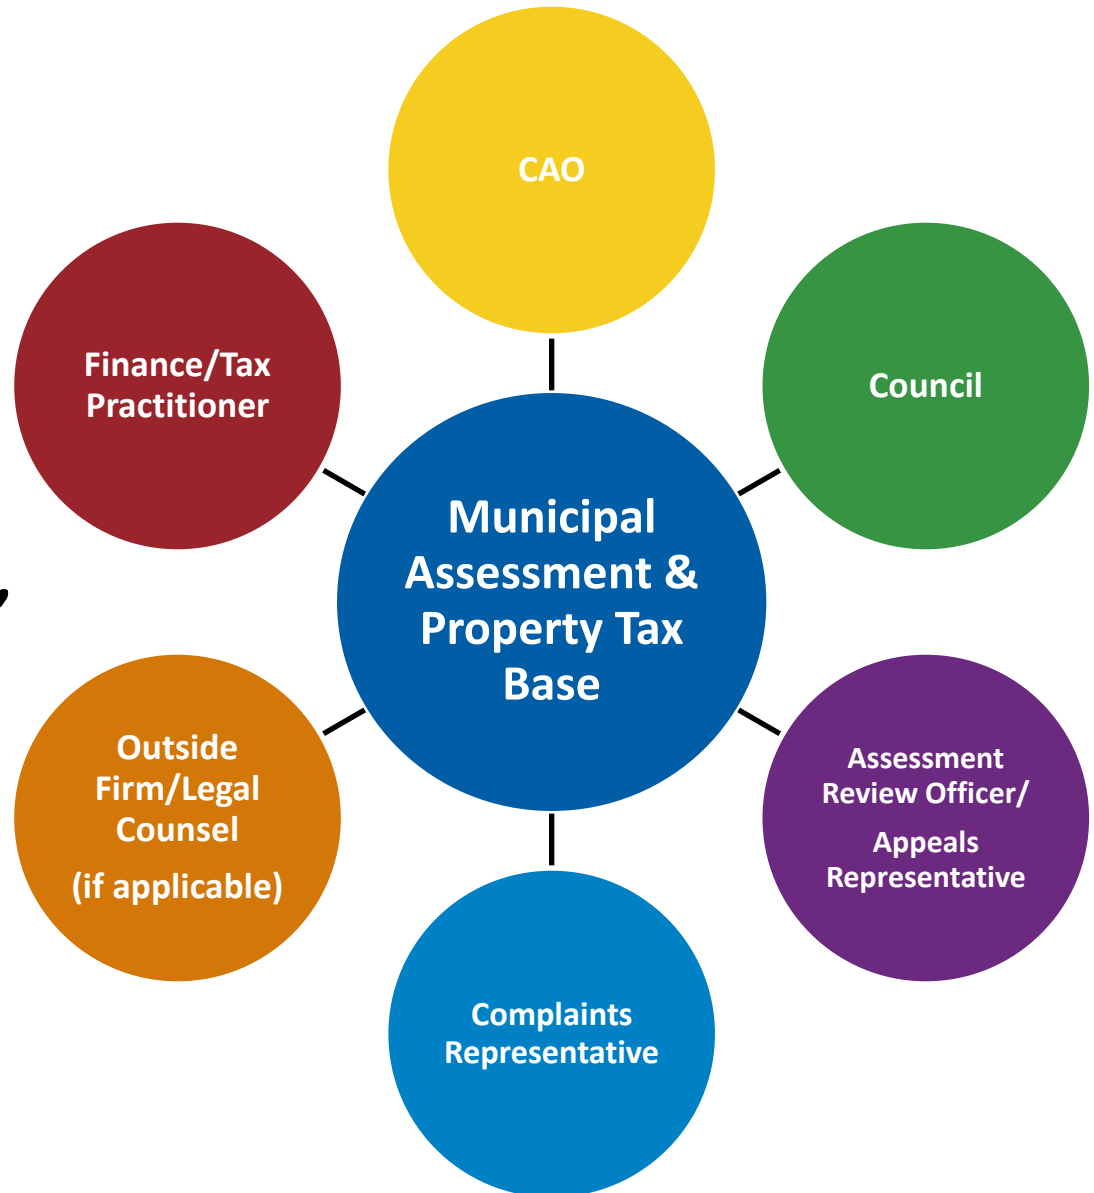 CAO
Finance/Tax
Practitioner
Council
Municipal
Assessment &
Property Tax
Base
Outside
Firm/Legal
Counsel
(if applicable)
Assessment
Review Officer/
Appeals
Representative
Complaints
Representative